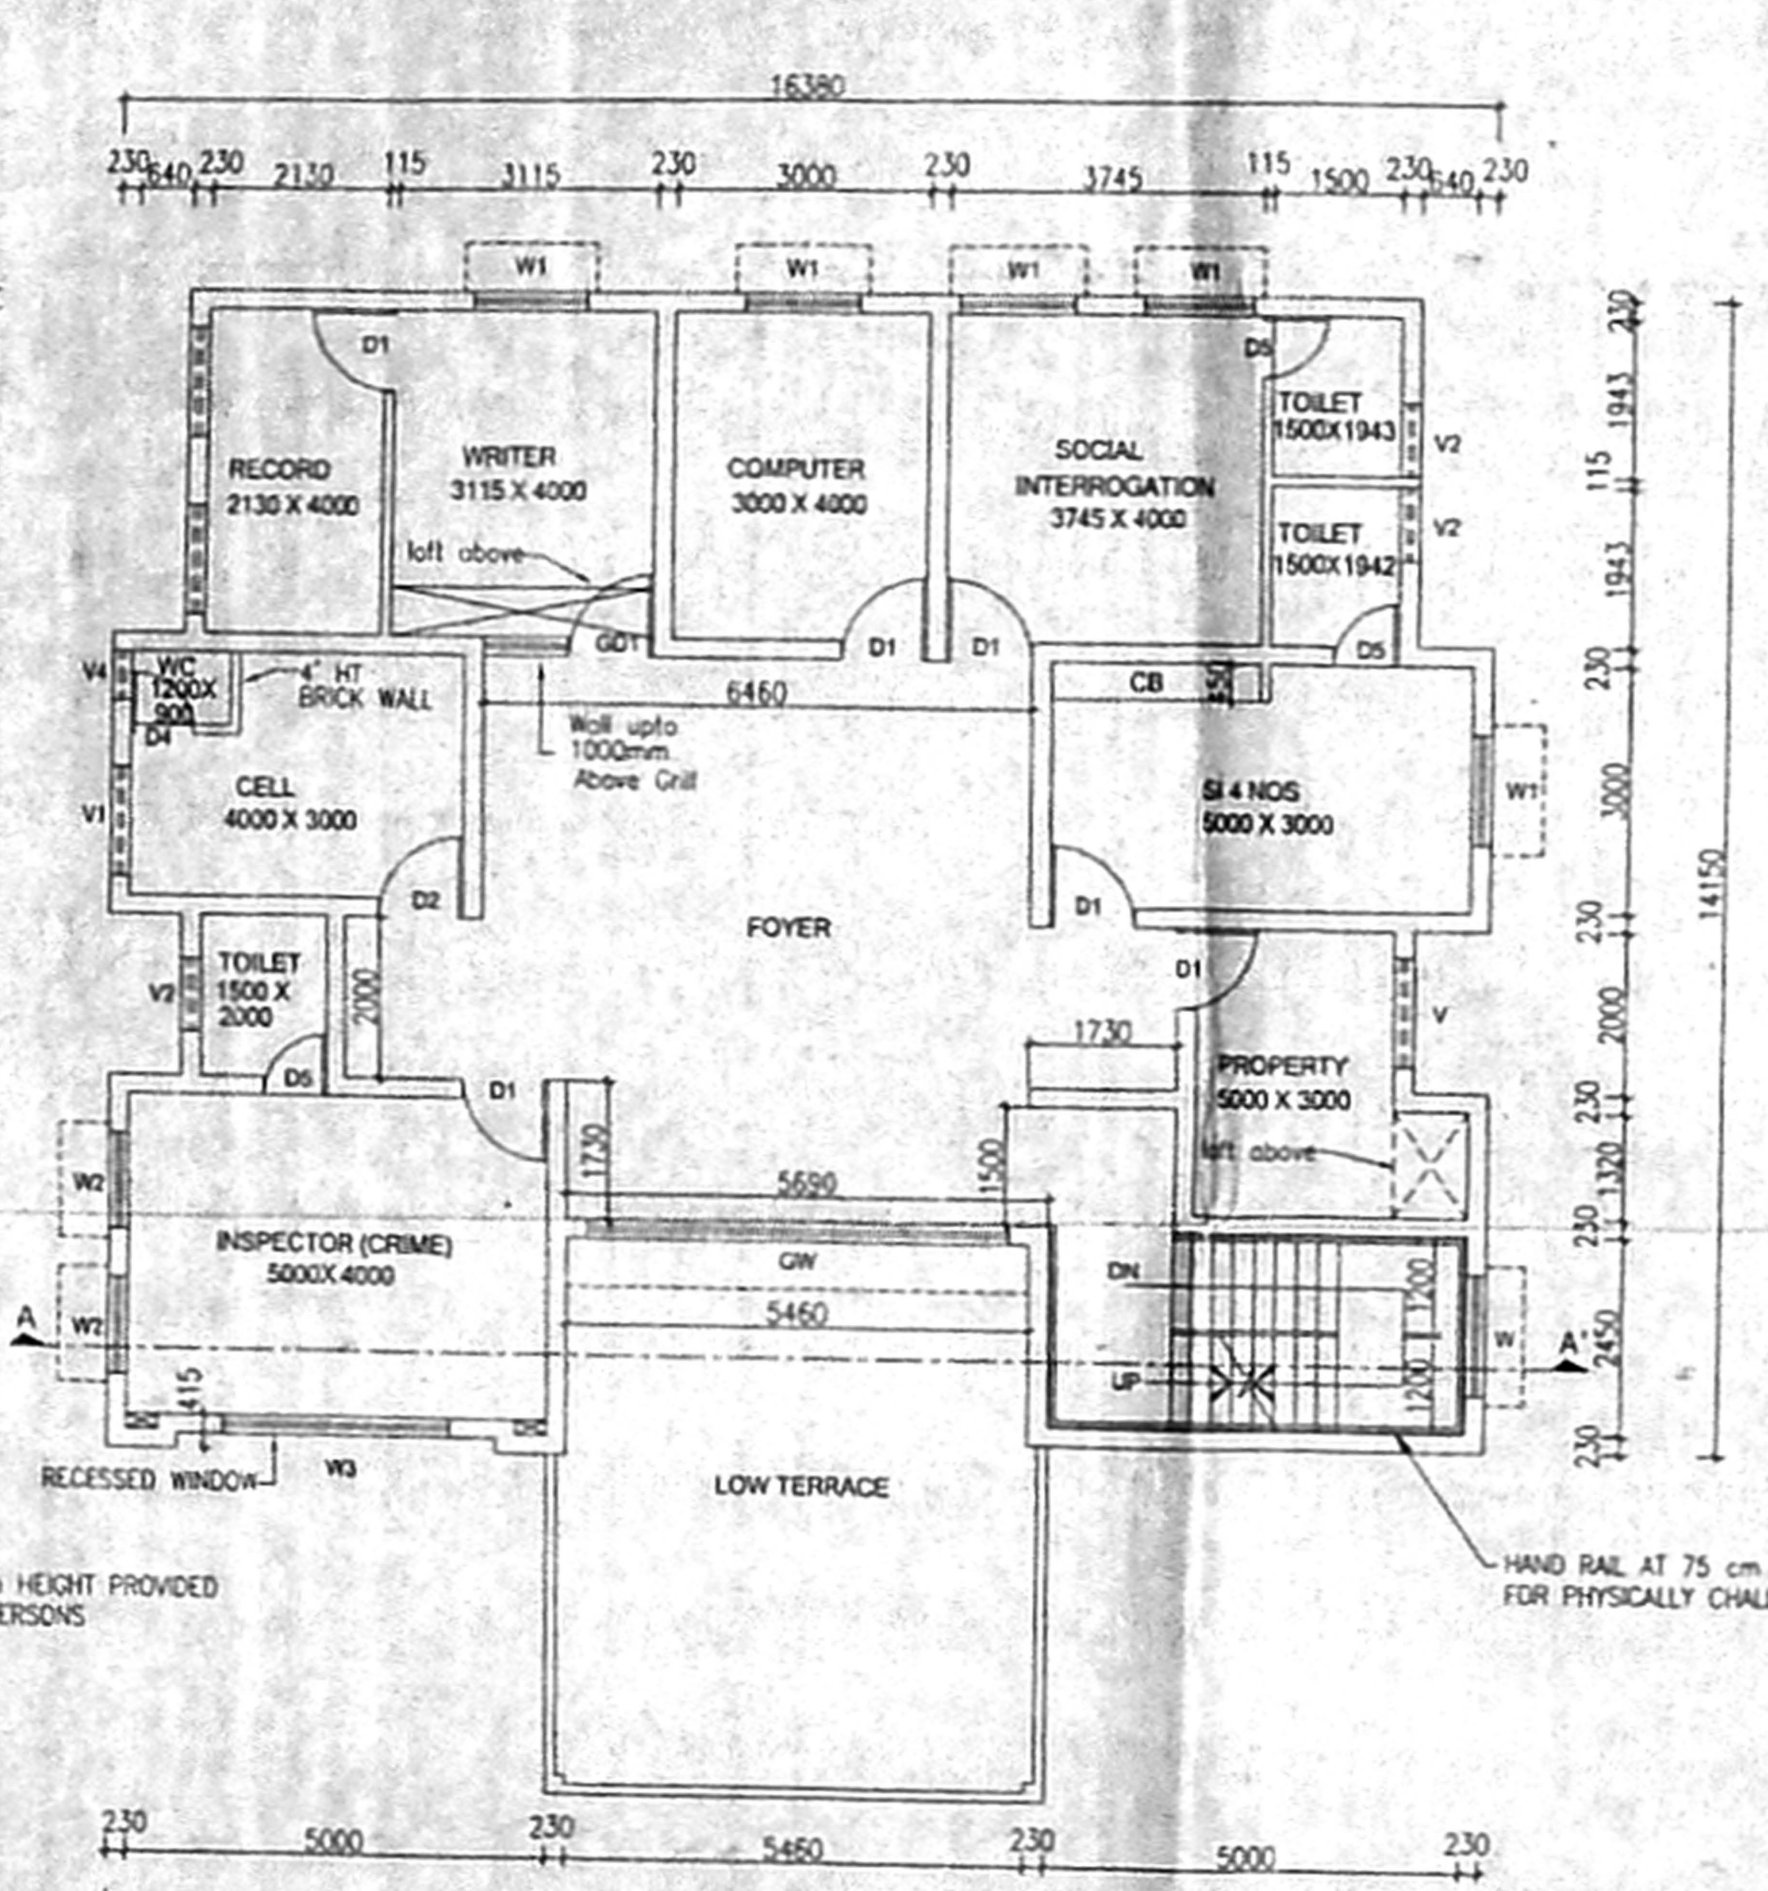 16380
230 640 230 2130 115 3115 230 3000 230 3745 115 1500 230 640 230
W1 W1 W1 W1
D1
D5
230
TOILET
1500X1943
V2
1943
RECORD
2130 X 4000
WRITER
3115 X 4000
COMPUTER
3000 X 4000
SOCIAL
INTERROGATION
3745 X 4000
115
TOILET
1500X1942
V2
1943
loft above
GD1
D1
D1
D5
V4
WC
1200X
900
D4
4" HT
BRICK WALL
6460
CB
230
Wall upto
1000mm
Above Grill
V1
CELL
4000 X 3000
SI 4 NOS
5000 X 3000
W1
3000
14150
D2
FOYER
D1
230
TOILET
1500 X
2000
V2
2000
D1
V
2000
1730
D5
D1
PROPERTY
5000 X 3000
230
1730
1500
loft above
1320
W2
5690
INSPECTOR (CRIME)
5000X 4000
GW
230
DN
1200
5460
A
W2
UP
1200
W
A'
2450
415
230
RECESSED WINDOW
W3
LOW TERRACE
HEIGHT PROVIDED
ERSONS
HAND RAIL AT 75 cm
FOR PHYSICALLY CHAL
230 5000 230 5460 230 5000 230